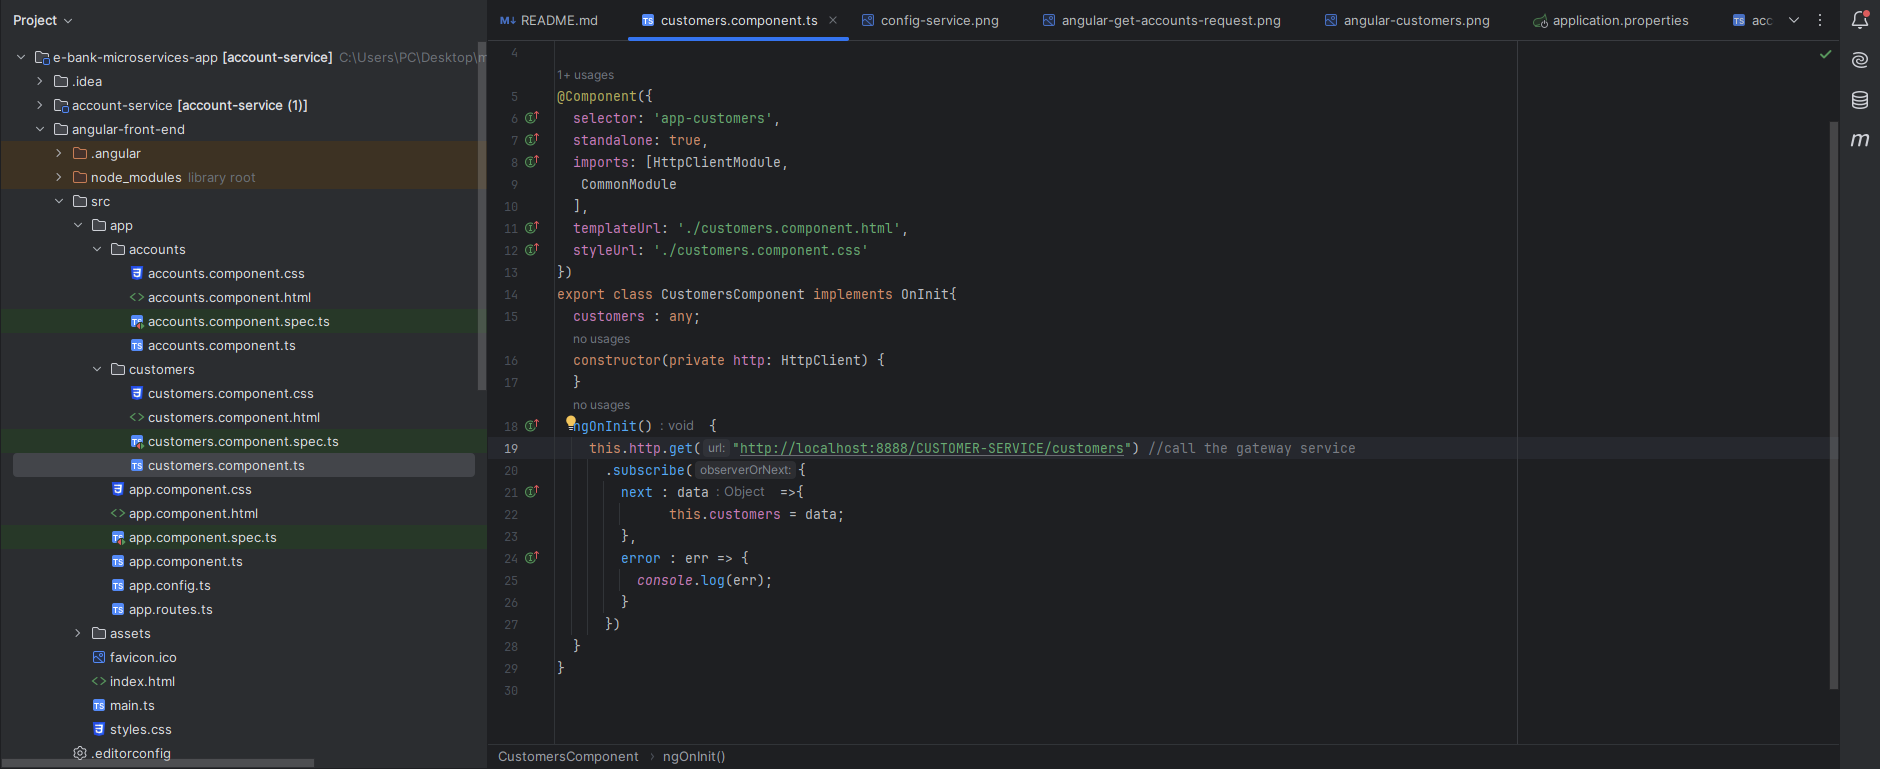 Project
e-bank-microservices-app [account-service] C:\Users\PC\Desktop\m
.idea
account-service [account-service (1)]
angular-front-end
.angular
node_modules library root
src
app
accounts
accounts.component.css
accounts.component.html
accounts.component.spec.ts
accounts.component.ts
customers
customers.component.css
customers.component.html
customers.component.spec.ts
customers.component.ts
app.component.css
app.component.html
app.component.spec.ts
app.component.ts
app.config.ts
app.routes.ts
assets
favicon.ico
index.html
main.ts
styles.css
.editorconfig
M↓ README.md TS customers.component.ts config-service.png angular-get-accounts-request.png angular-customers.png application.properties TS acc
4
1+ usages
5 @Component({
6 selector: 'app-customers',
7 standalone: true,
8 imports: [HttpClientModule,
9 CommonModule
10 ],
11 templateUrl: './customers.component.html',
12 styleUrl: './customers.component.css'
13 })
14 export class CustomersComponent implements OnInit{
15 customers : any;
no usages
16 constructor(private http: HttpClient) {
17 }
no usages
18 ngOnInit() : void {
19 this.http.get( url: "http://localhost:8888/CUSTOMER-SERVICE/customers") //call the gateway service
20 .subscribe( observerOrNext: {
21 next : data : Object =>{
22 this.customers = data;
23 },
24 error : err => {
25 console.log(err);
26 }
27 })
28 }
29 }
30
CustomersComponent › ngOnInit()
m